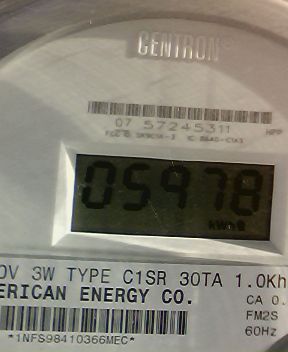 CENTRON®
07 57245311
05978
kWh
0V 3W TYPE C1SR 30TA 1.0Kh
ERICAN ENERGY CO.
CA 0.
FM2S
60Hz
*1NFS98410366MEC*